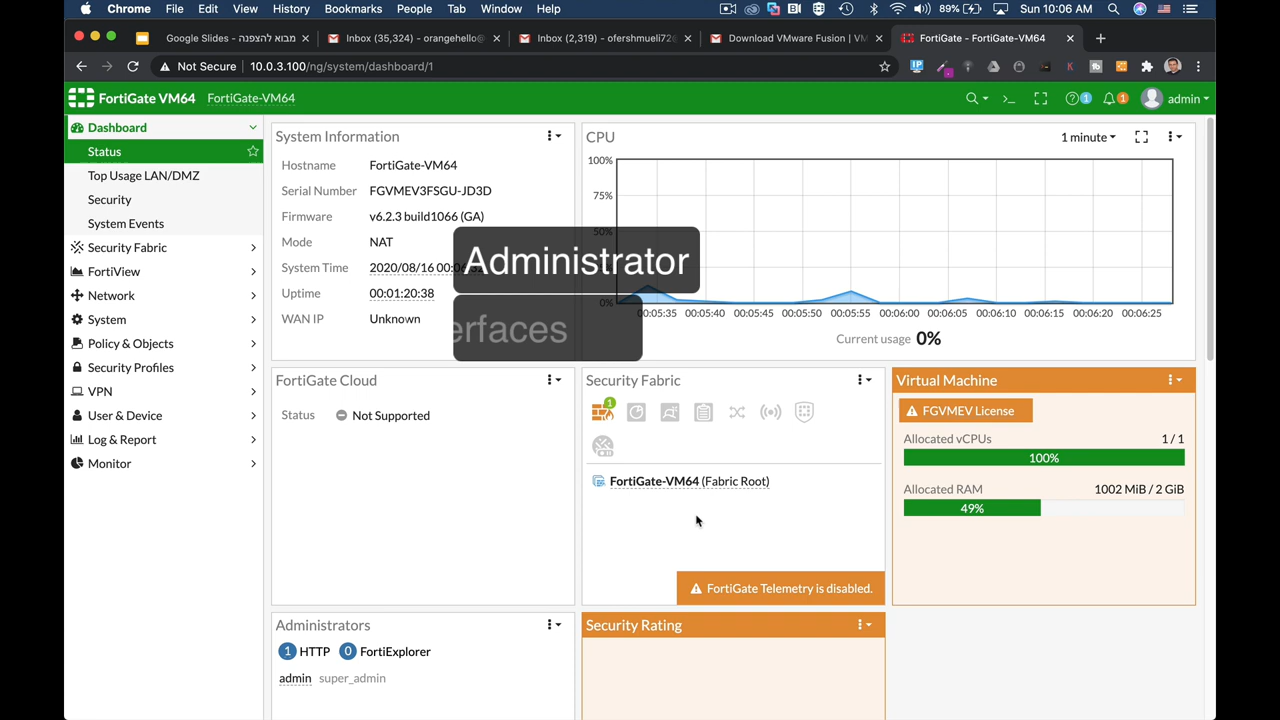 Chrome File Edit View History Bookmarks People Tab Window Help 89% Sun 10:06 AM
Google Slides - מבוא להצפנה Inbox (35,324) - orangehello@ Inbox (2,319) - ofershmueli72 Download VMware Fusion | VM FortiGate - FortiGate-VM64
Not Secure 10.0.3.100/ng/system/dashboard/1
FortiGate VM64 FortiGate-VM64 1 1 admin
Dashboard
Status
Top Usage LAN/DMZ
Security
System Events
Security Fabric
FortiView
Network
System
Policy & Objects
Security Profiles
VPN
User & Device
Log & Report
Monitor
System Information
Hostname FortiGate-VM64
Serial Number FGVMEV3FSGU-JD3D
Firmware v6.2.3 build1066 (GA)
Mode NAT
System Time 2020/08/16 00:06:32
Uptime 00:01:20:38
WAN IP Unknown
Administrator
erfaces
CPU
1 minute
100%
75%
50%
0%
00:05:35 00:05:40 00:05:45 00:05:50 00:05:55 00:06:00 00:06:05 00:06:10 00:06:15 00:06:20 00:06:25
Current usage 0%
FortiGate Cloud
Status Not Supported
Security Fabric
1
FortiGate-VM64 (Fabric Root)
FortiGate Telemetry is disabled.
Virtual Machine
FGVMEV License
Allocated vCPUs 1 / 1
100%
Allocated RAM 1002 MiB / 2 GiB
49%
Administrators
1 HTTP 0 FortiExplorer
admin super_admin
Security Rating